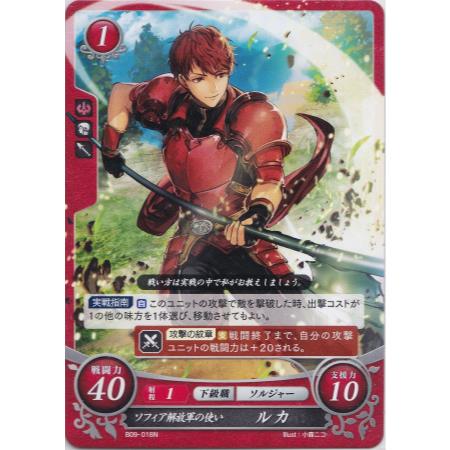 1
戦い方は実戦の中で私がお教えしましょう。
実戦指南 自 このユニットの攻撃で敵を撃破した時、出撃コストが
1の他の味方を1体選び、移動させてもよい。
攻撃の紋章 支 戦闘終了まで、自分の攻撃
ユニットの戦闘力は+20される。
戦闘力 40
射程 1 下級職 ソルジャー
支援力 10
ソフィア解放軍の使い ルカ
B09-018N
Illust:小森ニコ